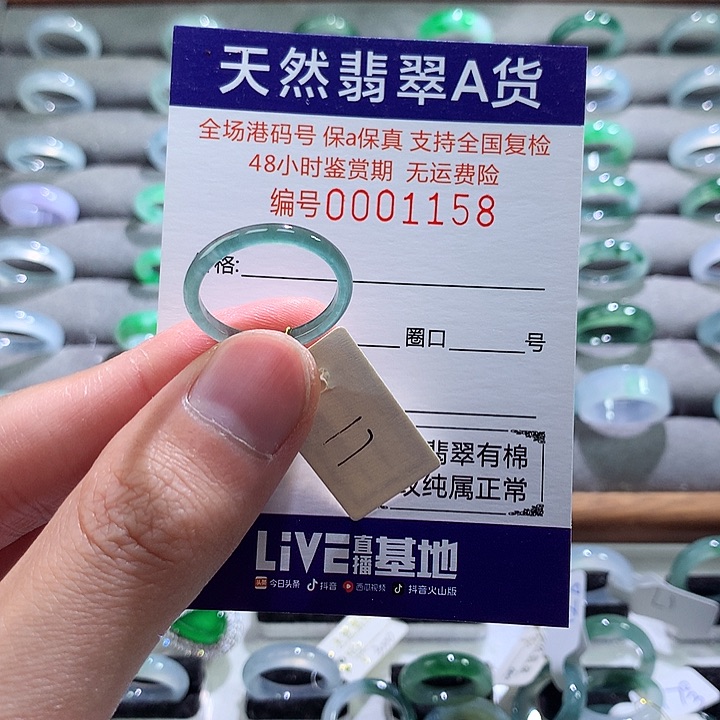 天然翡翠A货
全场港码号 保a保真 支持全国复检
48小时鉴赏期 无运费险
编号0001158
格:
圈口 号
翡翠有棉
纹纯属正常
LiVE直播基地
头条 今日头条 抖音 西瓜视频 抖音火山版